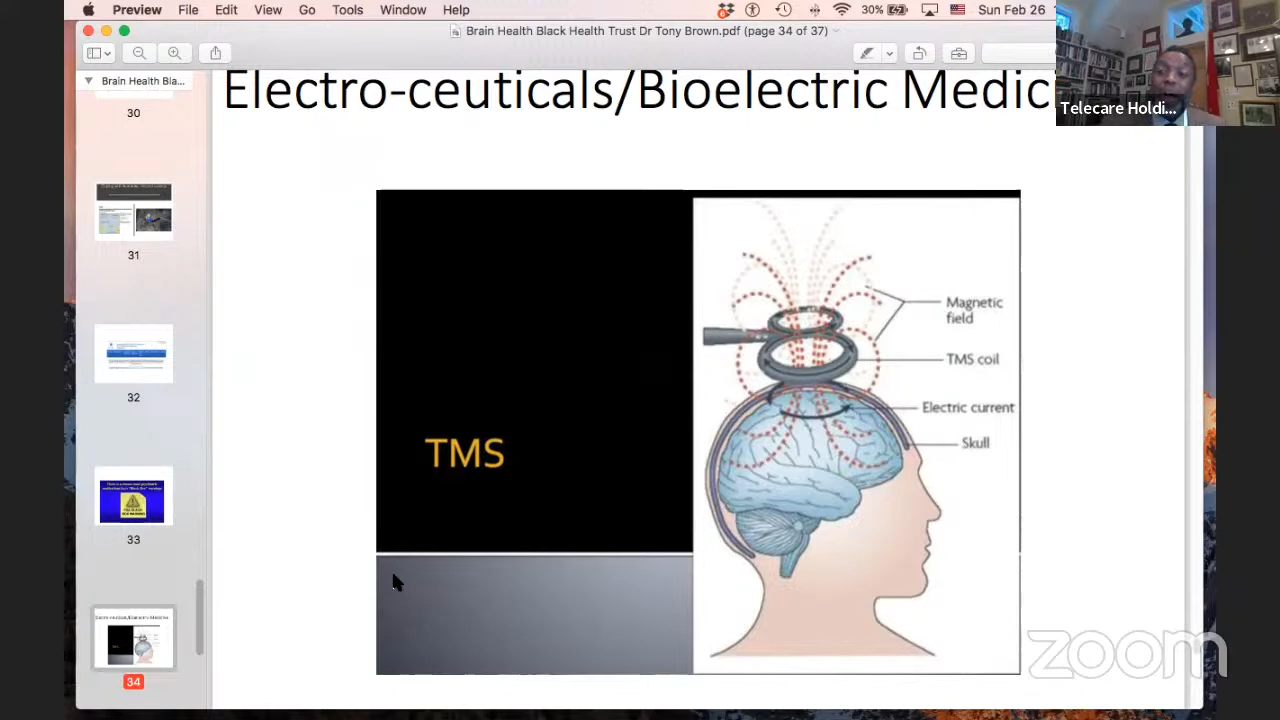 Preview File Edit View Go Tools Window Help 30% Sun Feb 26
Brain Health Black Health Trust Dr Tony Brown.pdf (page 34 of 37)
Brain Health Bla...
Electro-ceuticals/Bioelectric Medici
Telecare Holdi...
30
31
32
33
34
TMS
Magnetic
field
TMS coil
Electric current
Skull
zoom